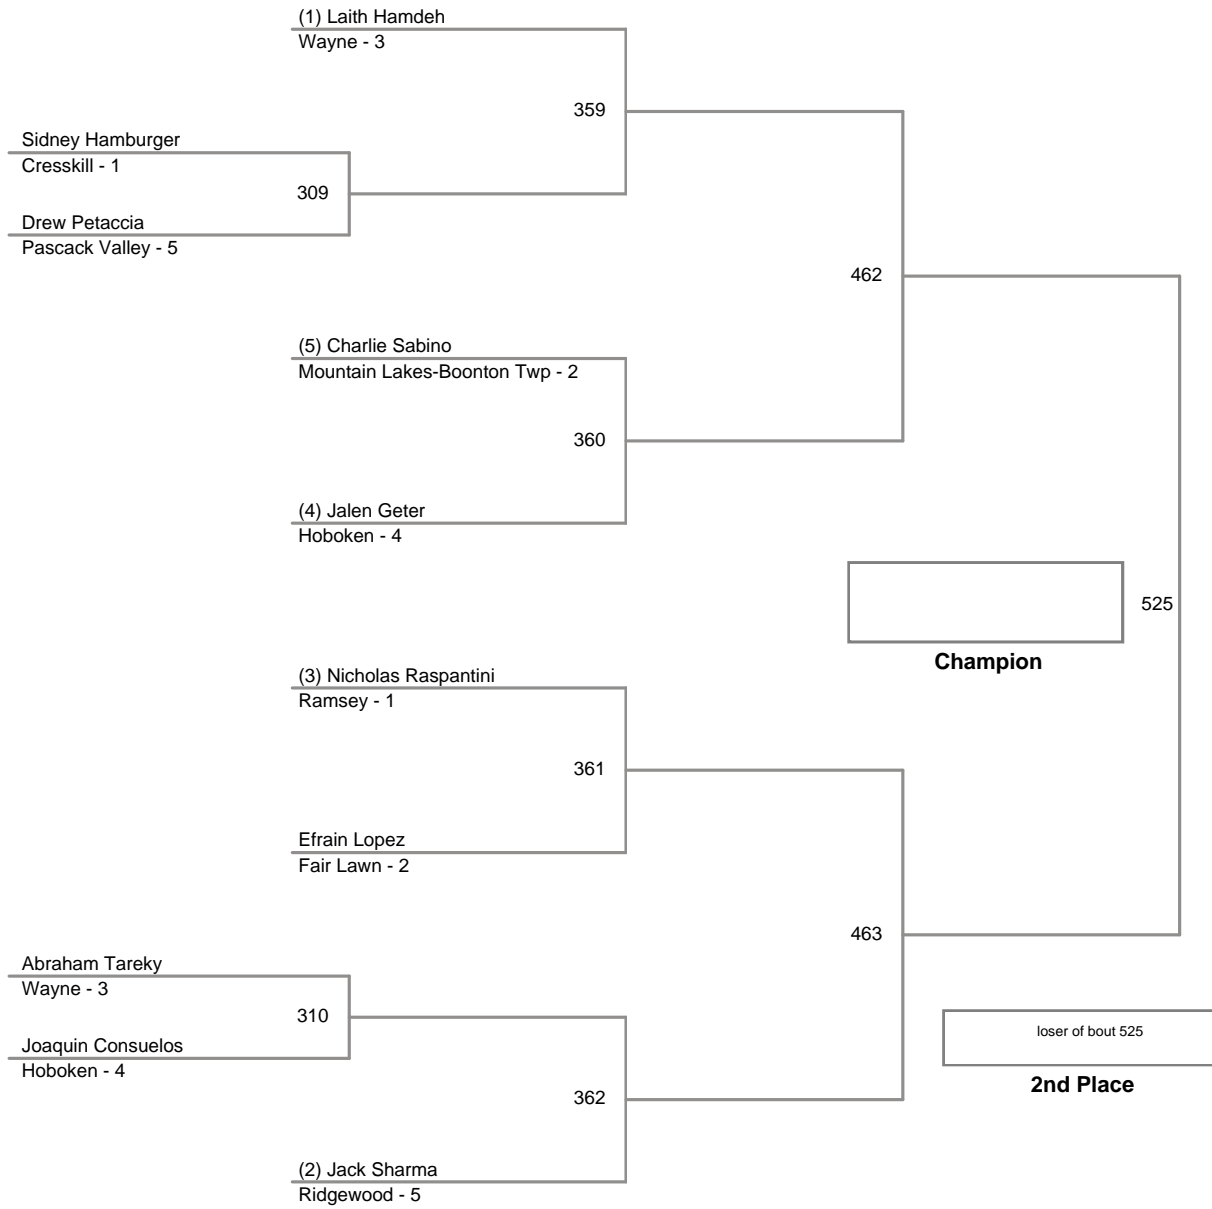 (1) Laith Hamdeh
Wayne - 3
359
Sidney Hamburger
Cresskill - 1
309
Drew Petaccia
Pascack Valley - 5
462
(5) Charlie Sabino
Mountain Lakes-Boonton Twp - 2
360
(4) Jalen Geter
Hoboken - 4
525
Champion
(3) Nicholas Raspantini
Ramsey - 1
361
Efrain Lopez
Fair Lawn - 2
463
Abraham Tareky
Wayne - 3
310
Joaquin Consuelos
Hoboken - 4
loser of bout 525
2nd Place
362
(2) Jack Sharma
Ridgewood - 5